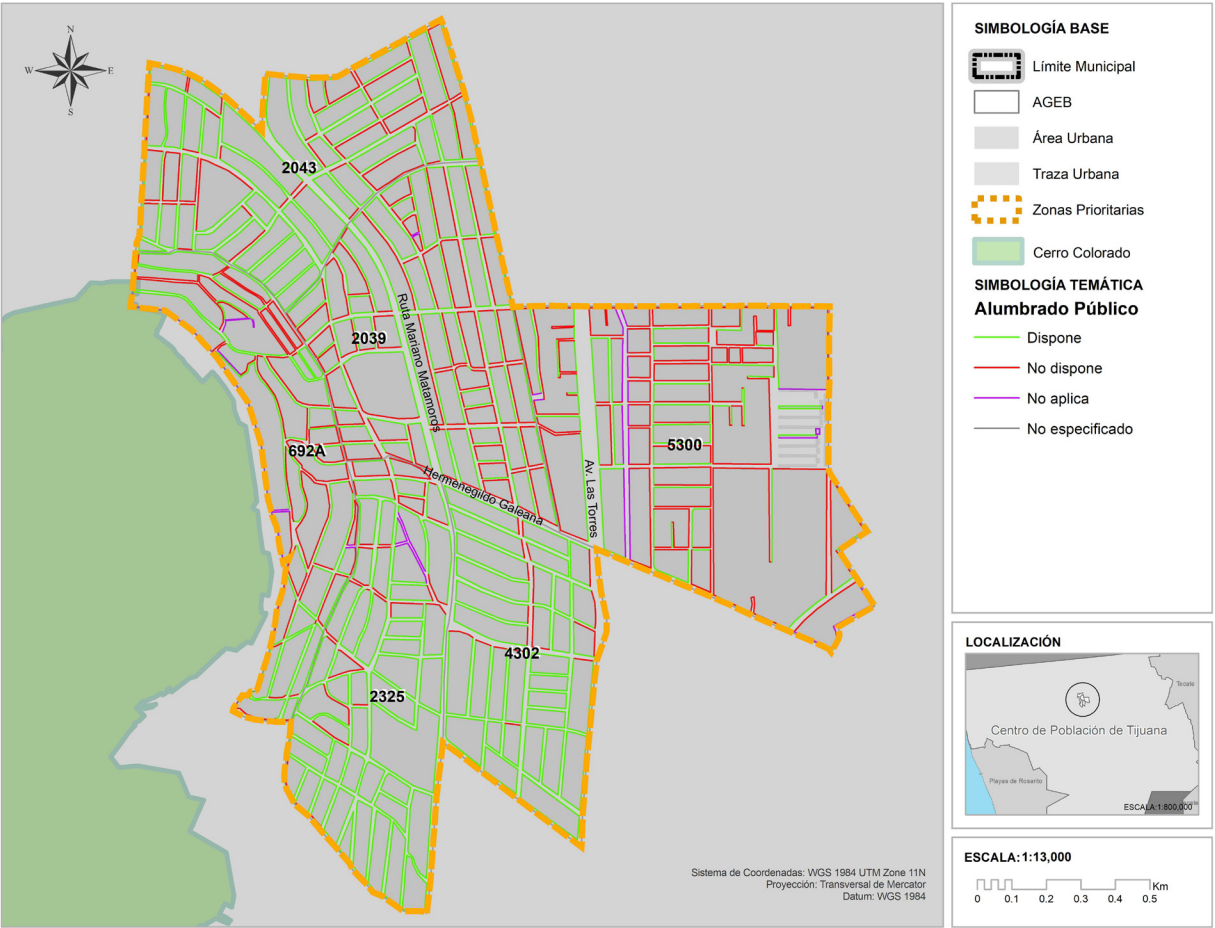 N
W
E
S
2043
2039
Ruta Mariano Matamoros
692A
Hermenegildo Galeana
Av. Las Torres
5300
4302
2325
Sistema de Coordenadas: WGS 1984 UTM Zone 11N
Proyección: Transversal de Mercator
Datum: WGS 1984
SIMBOLOGÍA BASE
Límite Municipal
AGEB
Área Urbana
Traza Urbana
Zonas Prioritarias
Cerro Colorado
SIMBOLOGÍA TEMÁTICA
Alumbrado Público
Dispone
No dispone
No aplica
No especificado
LOCALIZACIÓN
Tecate
Centro de Población de Tijuana
Playas de Rosarito
ESCALA:1:800,000
ESCALA: 1:13,000
Km
0 0.1 0.2 0.3 0.4 0.5